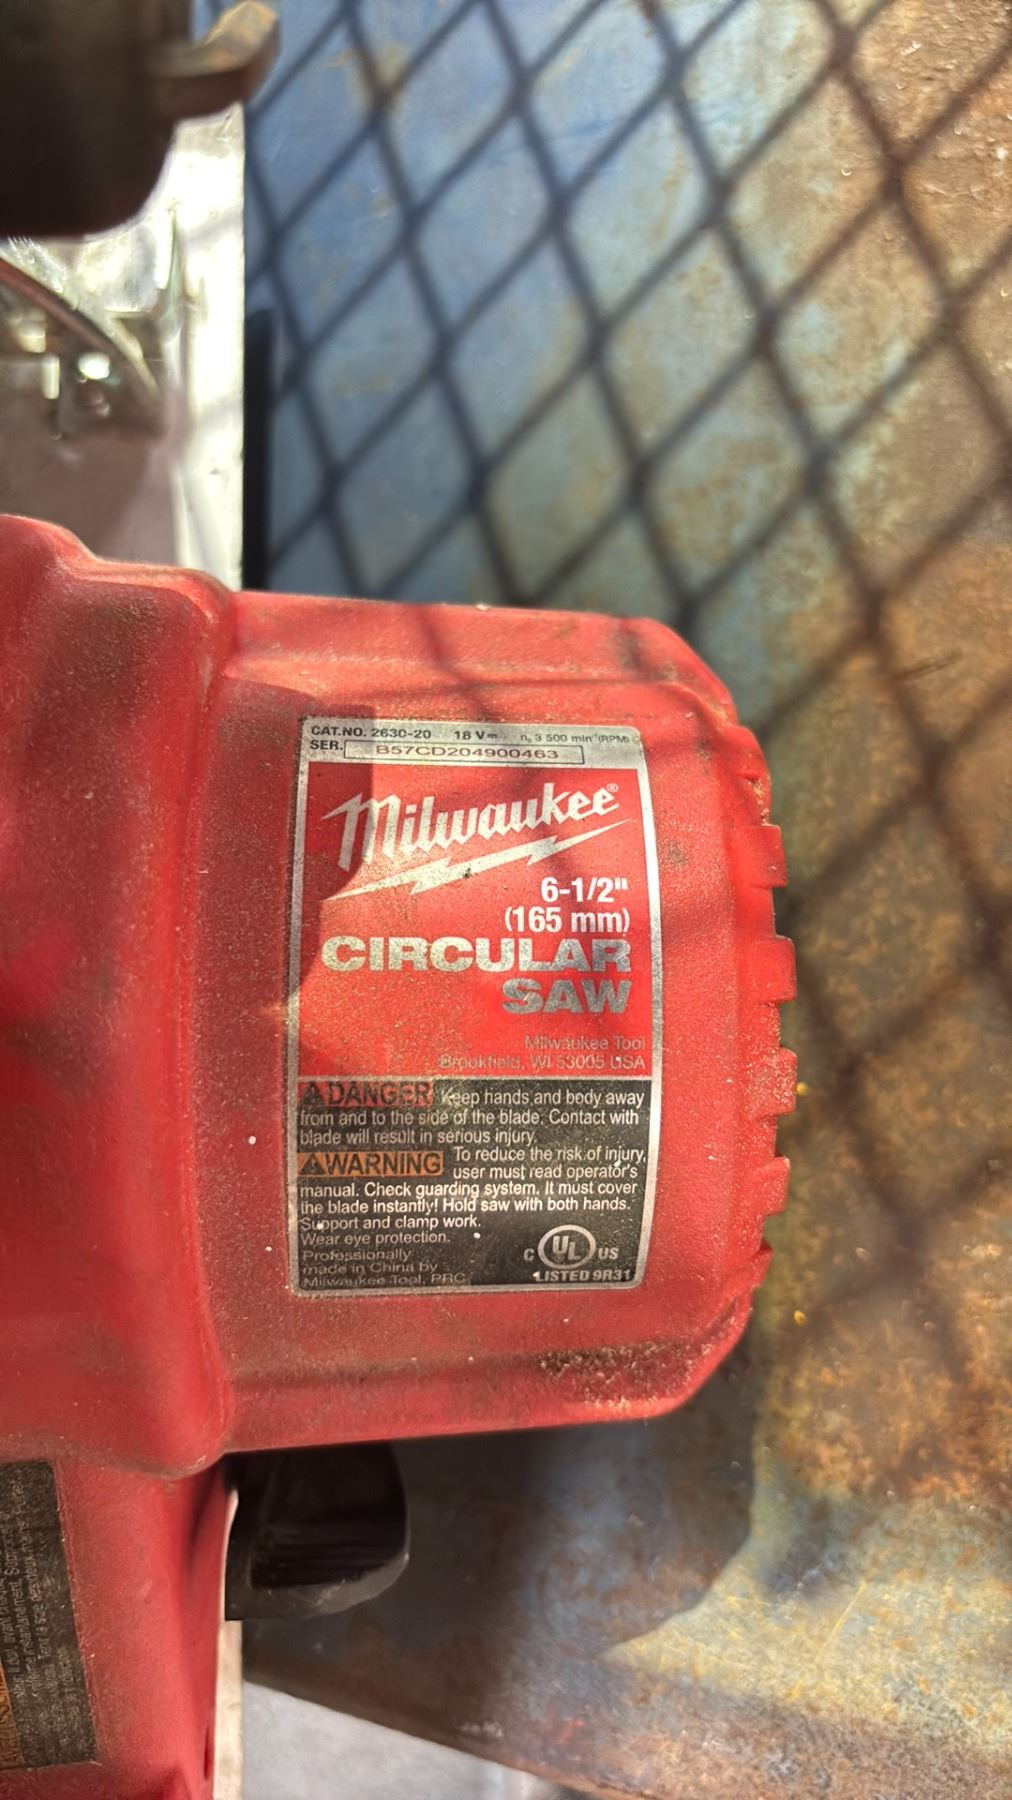 CAT.NO. 2630-20 18 V⎓ n₀ 3 500 min⁻¹(RPM)
SER. B57CD204900463
Milwaukee®
6-1/2"
(165 mm)
CIRCULAR
SAW
Milwaukee Tool
Brookfield, WI 53005 USA
⚠DANGER Keep hands and body away
from and to the side of the blade. Contact with
blade will result in serious injury.
⚠WARNING To reduce the risk of injury,
user must read operator's
manual. Check guarding system. It must cover
the blade instantly! Hold saw with both hands.
Support and clamp work.
Wear eye protection.
Professionally
made in China by
Milwaukee Tool, PRC
C UL US
LISTED 9R31